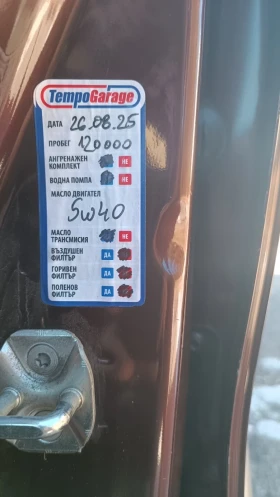 TempoGarage
ДАТА 26.08.25
ПРОБЕГ 120000
АНГРЕНАЖЕН КОМПЛЕКТ НЕ
ВОДНА ПОМПА НЕ
МАСЛО ДВИГАТЕЛ
5w40
МАСЛО ТРАНСМИСИЯ НЕ
ВЪЗДУШЕН ФИЛТЪР ДА
ГОРИВЕН ФИЛТЪР ДА
ПОЛЕНОВ ФИЛТЪР ДА